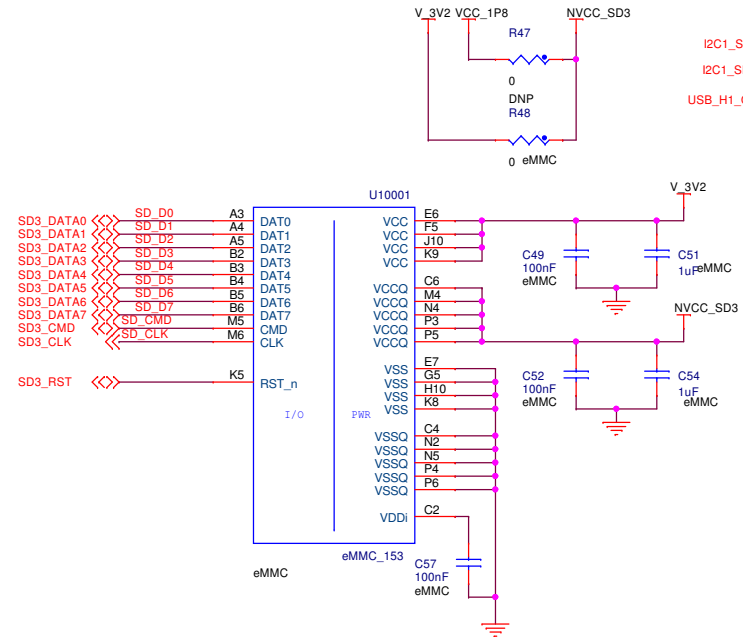 V_3V2 VCC_1P8 NVCC_SD3
R47
0
DNP
R48
0 eMMC
I2C1_S
I2C1_S
USB_H1_
U10001
V_3V2
SD3_DATA0 SD_D0 A3 DAT0 VCC E6
SD3_DATA1 SD_D1 A4 DAT1 VCC F5
SD3_DATA2 SD_D2 A5 DAT2 VCC J10
SD3_DATA3 SD_D3 B2 DAT3 VCC K9
SD3_DATA4 SD_D4 B3 DAT4
SD3_DATA5 SD_D5 B4 DAT5 VCCQ C6
SD3_DATA6 SD_D6 B5 DAT6 VCCQ M4
SD3_DATA7 SD_D7 B6 DAT7 VCCQ N4
SD3_CMD SD_CMD M5 CMD VCCQ P3
SD3_CLK SD_CLK M6 CLK VCCQ P5
C49
100nF
eMMC
C51
1uF
eMMC
NVCC_SD3
SD3_RST K5 RST_n
VSS E7
VSS G5
VSS H10
VSS K8
C52
100nF
eMMC
C54
1uF
eMMC
I/O PWR
VSSQ C4
VSSQ N2
VSSQ N5
VSSQ P4
VSSQ P6
VDDi C2
eMMC_153
eMMC
C57
100nF
eMMC